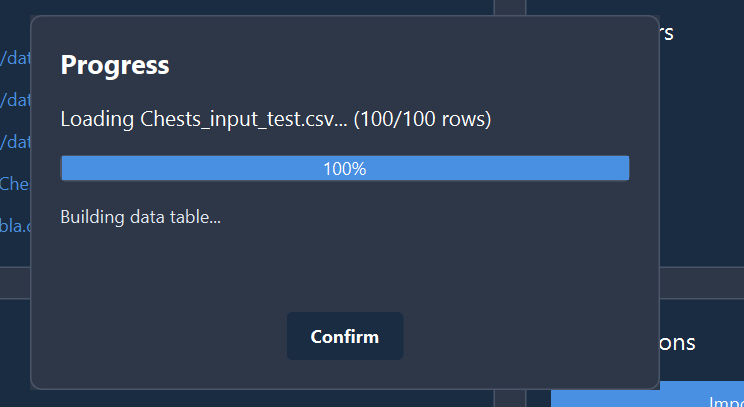 /dat
/dat
/dat
Ches
bla.c
rs
Progress
Loading Chests_input_test.csv... (100/100 rows)
100%
Building data table...
Confirm
ons
Impo